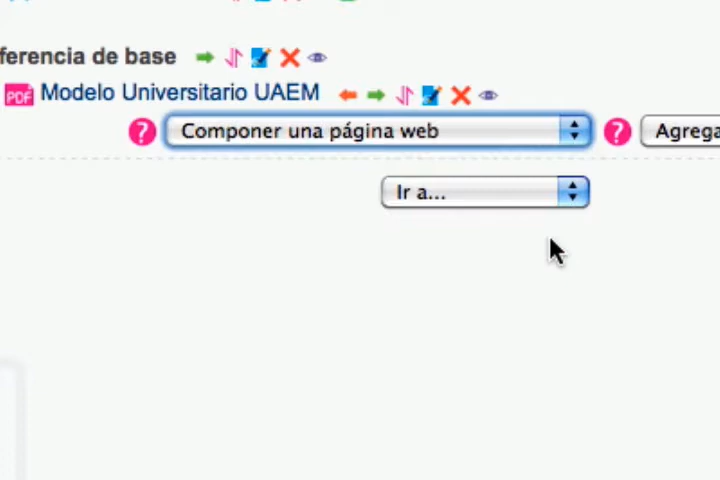 ferencia de base
PDF Modelo Universitario UAEM
? Componer una página web ? Agrega
Ir a...